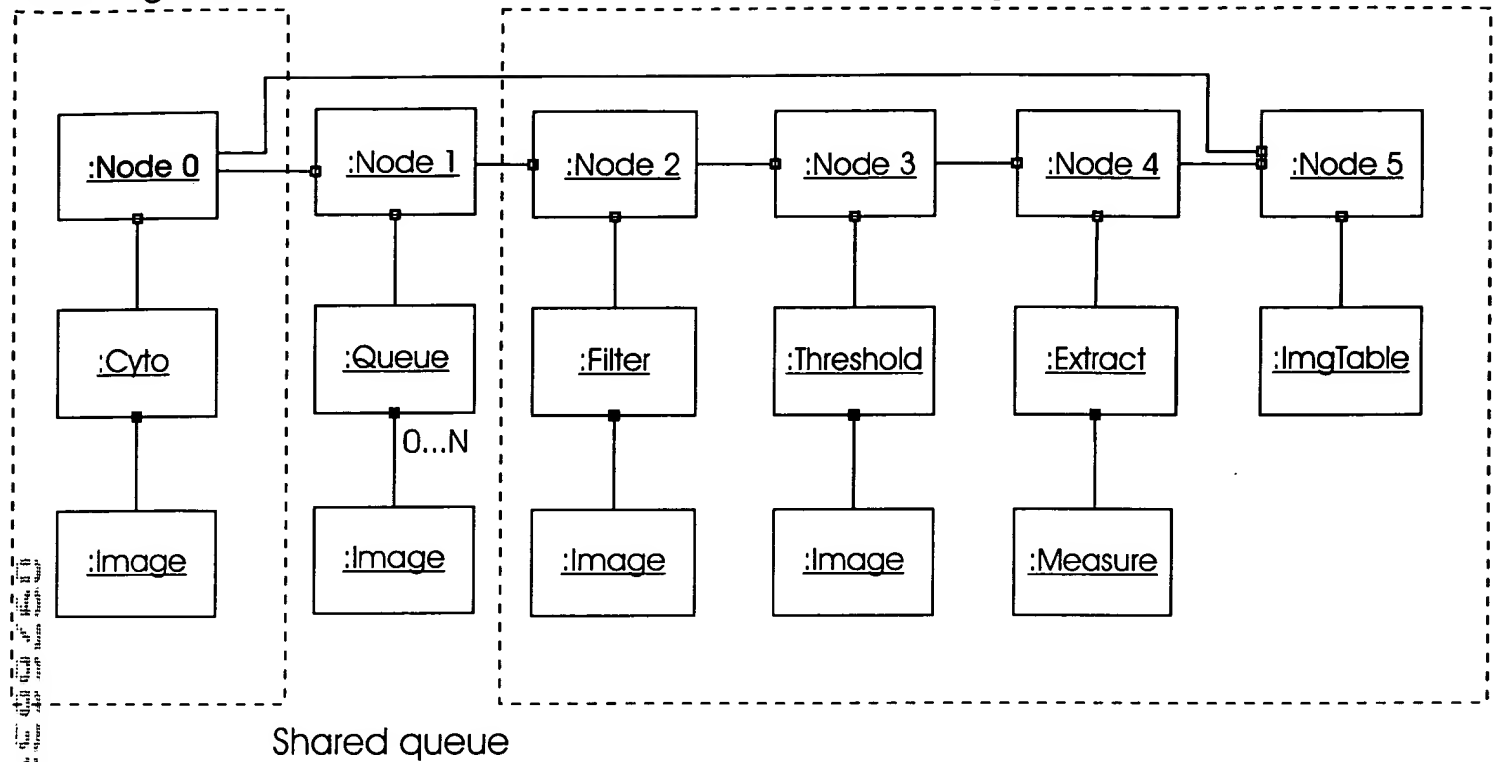 :Node 0
:Node 1
:Node 2
:Node 3
:Node 4
:Node 5
:Cyto
:Queue
:Filter
:Threshold
:Extract
:ImgTable
0...N
:Image
:Image
:Image
:Image
:Measure
Shared queue